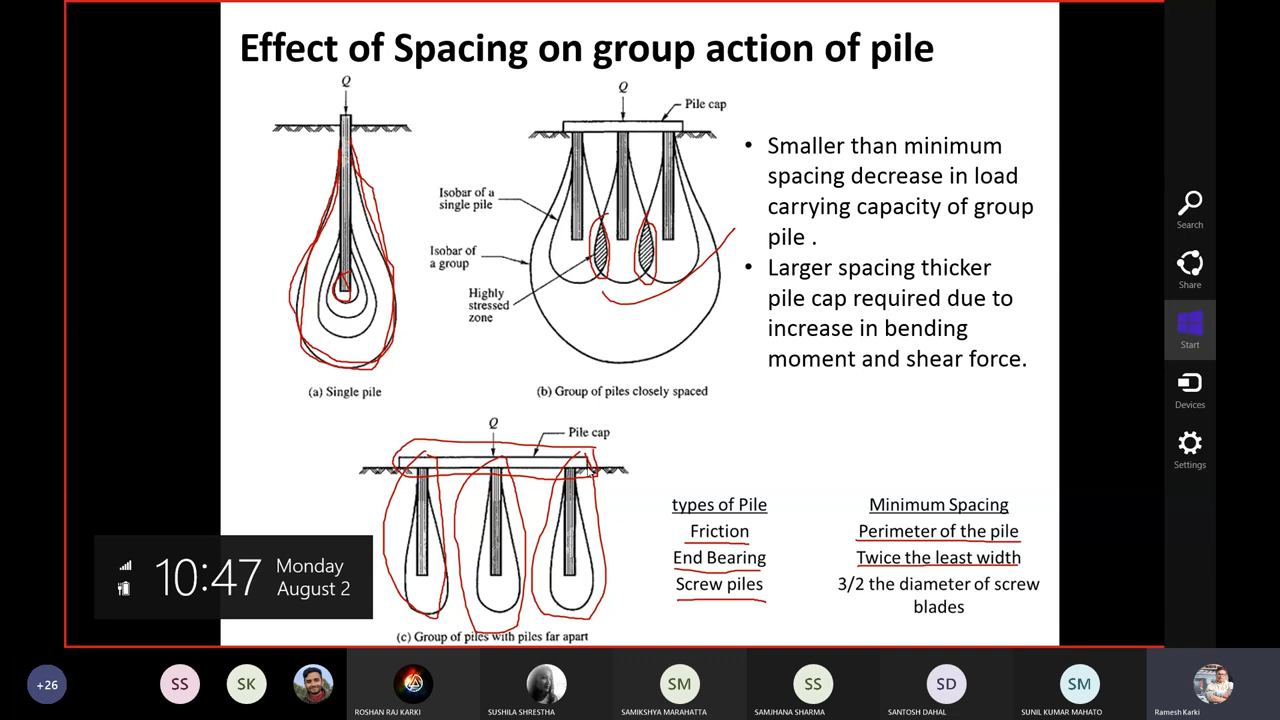 Effect of Spacing on group action of pile
Q
(a) Single pile
Q
Pile cap
Isobar of a
single pile
Isobar of
a group
Highly
stressed
zone
(b) Group of piles closely spaced
• Smaller than minimum
spacing decrease in load
carrying capacity of group
pile .
• Larger spacing thicker
pile cap required due to
increase in bending
moment and shear force.
Q
Pile cap
(c) Group of piles with piles far apart
types of Pile Minimum Spacing
Friction Perimeter of the pile
End Bearing Twice the least width
Screw piles 3/2 the diameter of screw
blades
10:47 Monday
August 2
Search
Share
Start
Devices
Settings
+26
SS
SK
ROSHAN RAJ KARKI
SUSHILA SHRESTHA
SM
SAMIKSHYA MARAHATTA
SS
SAMJHANA SHARMA
SD
SANTOSH DAHAL
SM
SUNIL KUMAR MAHATO
Ramesh Karki